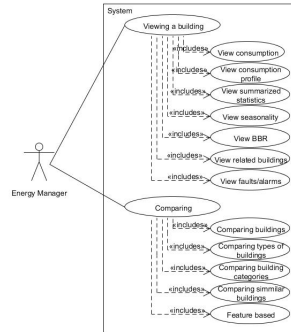 System
Viewing a building
«includes»
View consumption
«includes»
View consumption
profile
«includes»
View summarized
statistics
«includes»
View seasonality
«includes»
View BBR
«includes»
View related buildings
«includes»
View faults/alarms
Energy Manager
Comparing
«includes»
Comparing buildings
«includes»
Comparing types of
buildings
«includes»
Comparing building
categories
«includes»
Comparing simmilar
buildings
«includes»
Feature based